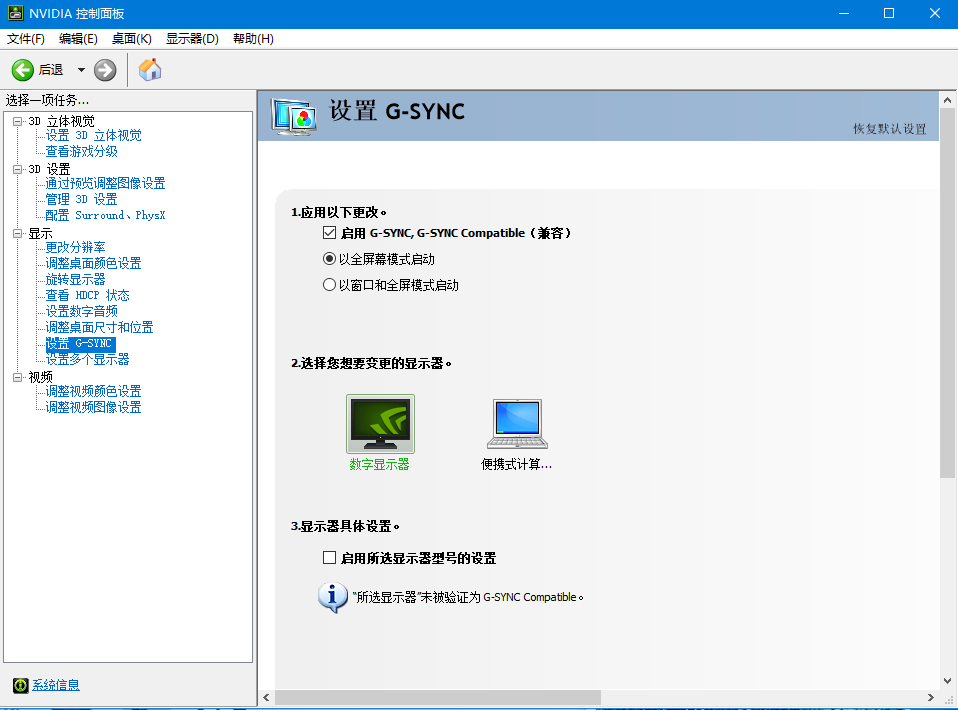 NVIDIA 控制面板
文件(F) 编辑(E) 桌面(K) 显示器(D) 帮助(H)
后退
选择一项任务...
3D 立体视觉
设置 3D 立体视觉
查看游戏分级
3D 设置
通过预览调整图像设置
管理 3D 设置
配置 Surround、PhysX
显示
更改分辨率
调整桌面颜色设置
旋转显示器
查看 HDCP 状态
设置数字音频
调整桌面尺寸和位置
设置 G-SYNC
设置多个显示器
视频
调整视频颜色设置
调整视频图像设置
系统信息
设置 G-SYNC
恢复默认设置
1.应用以下更改。
启用 G-SYNC, G-SYNC Compatible（兼容）
以全屏幕模式启动
以窗口和全屏模式启动
2.选择您想要变更的显示器。
数字显示器
便携式计算...
3.显示器具体设置。
启用所选显示器型号的设置
“所选显示器”未被验证为 G-SYNC Compatible。